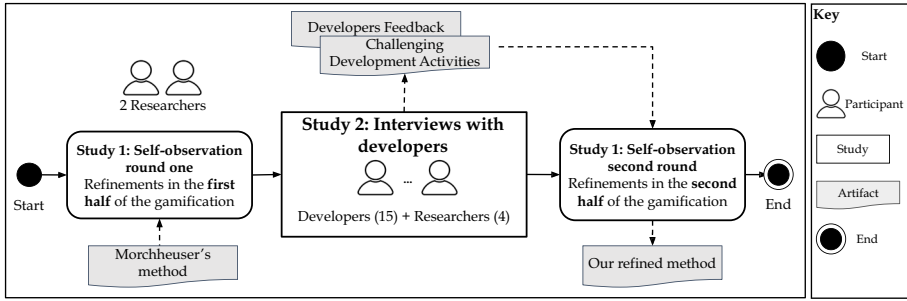 Developers Feedback
Challenging
Development Activities
2 Researchers
Start
Study 1: Self-observation
round one
Refinements in the first
half of the gamification
Morchheuser's
method
Study 2: Interviews with
developers
...
Developers (15) + Researchers (4)
Study 1: Self-observation
second round
Refinements in the second
half of the gamification
Our refined method
End
Key
Start
Participant
Study
Artifact
End